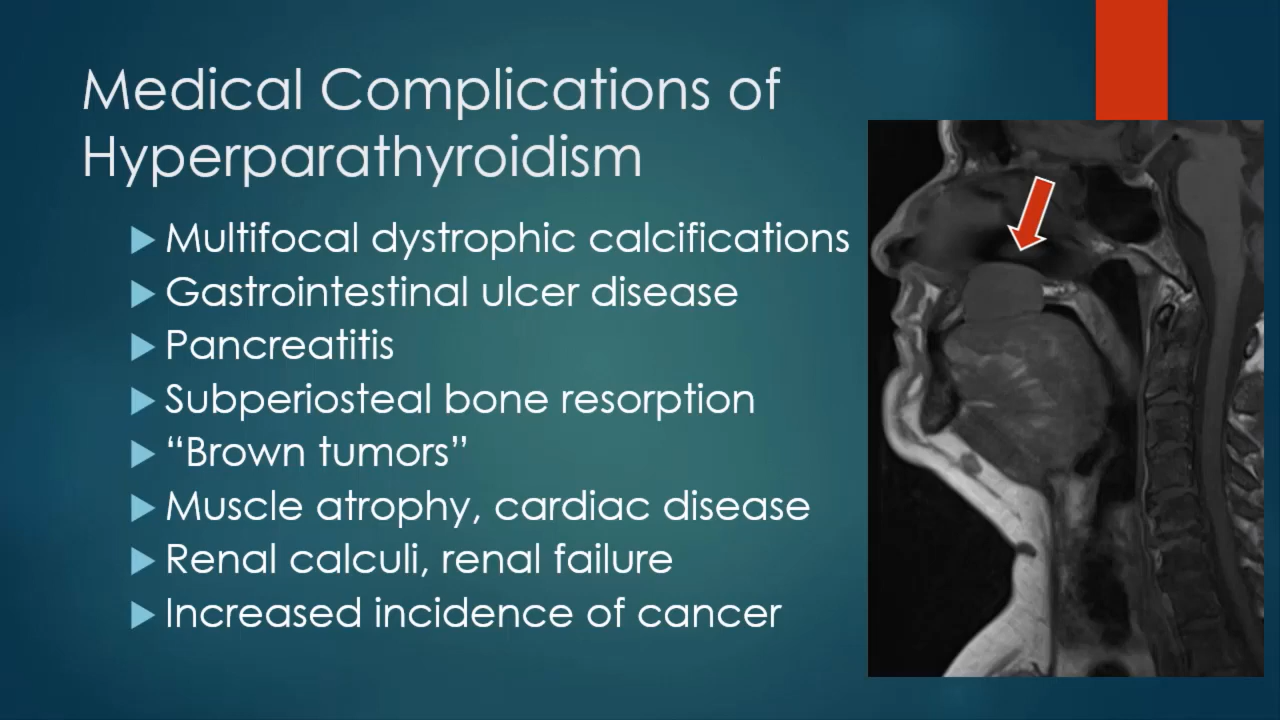 Medical Complications of
Hyperparathyroidism
Multifocal dystrophic calcifications
Gastrointestinal ulcer disease
Pancreatitis
Subperiosteal bone resorption
“Brown tumors”
Muscle atrophy, cardiac disease
Renal calculi, renal failure
Increased incidence of cancer